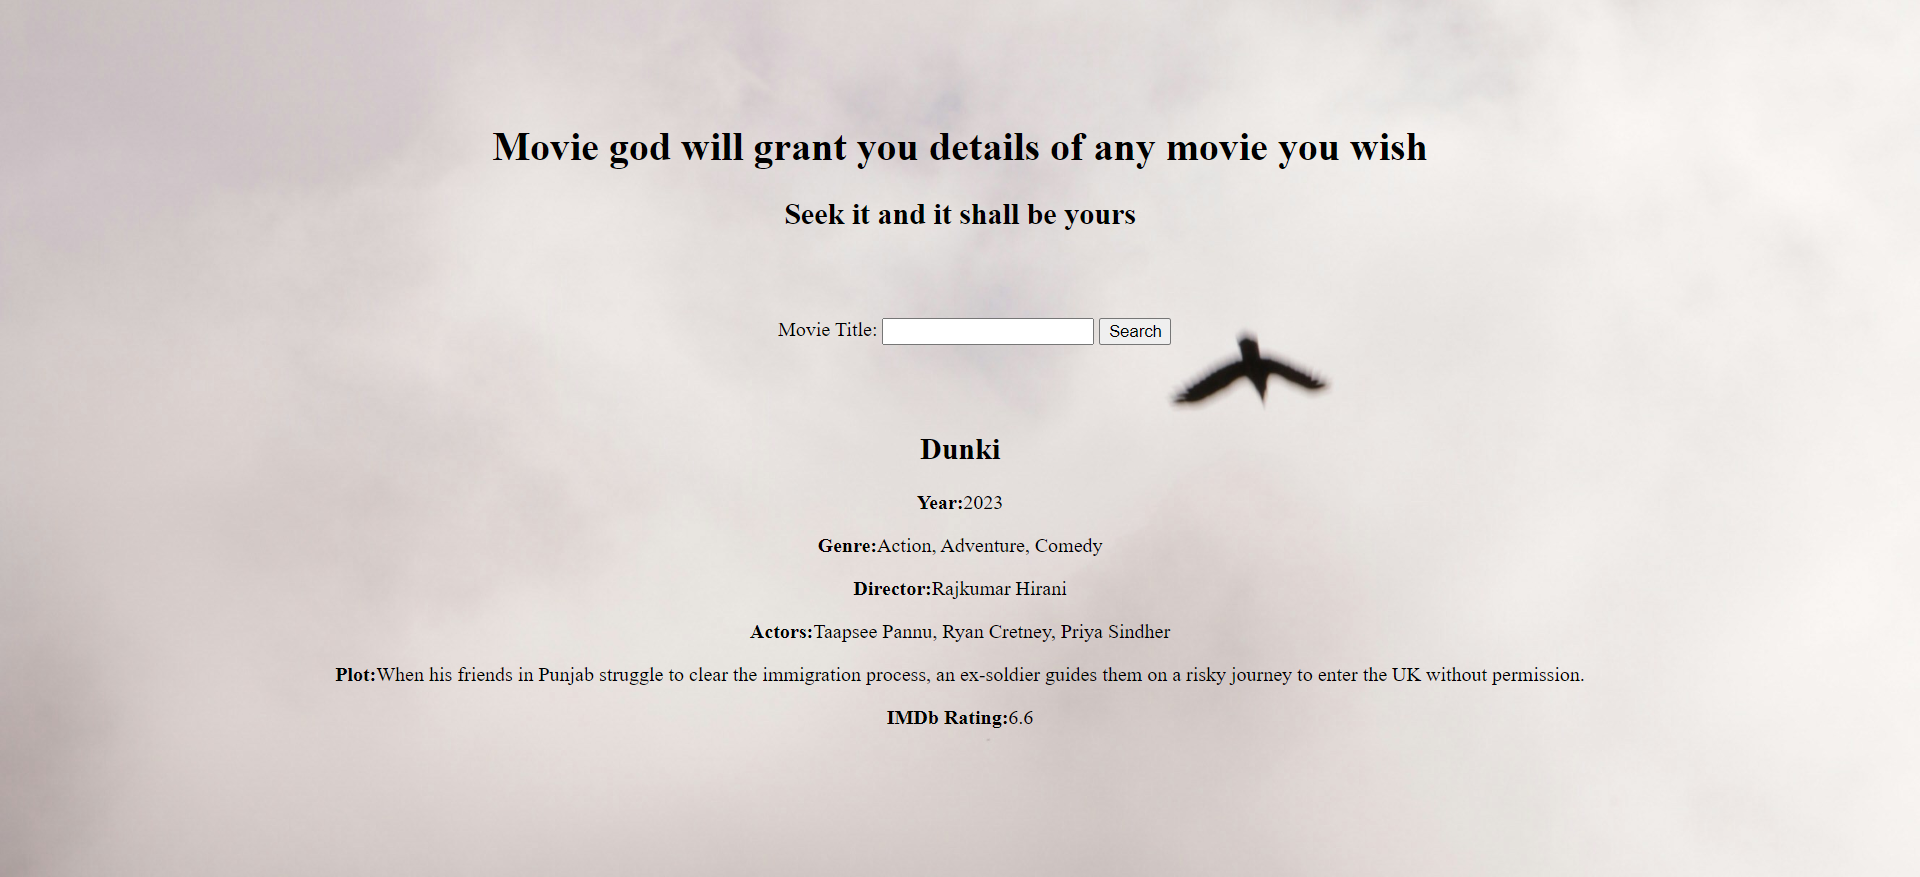 Movie god will grant you details of any movie you wish
Seek it and it shall be yours
Movie Title: Search
Dunki
Year:2023
Genre:Action, Adventure, Comedy
Director:Rajkumar Hirani
Actors:Taapsee Pannu, Ryan Cretney, Priya Sindher
Plot:When his friends in Punjab struggle to clear the immigration process, an ex-soldier guides them on a risky journey to enter the UK without permission.
IMDb Rating:6.6